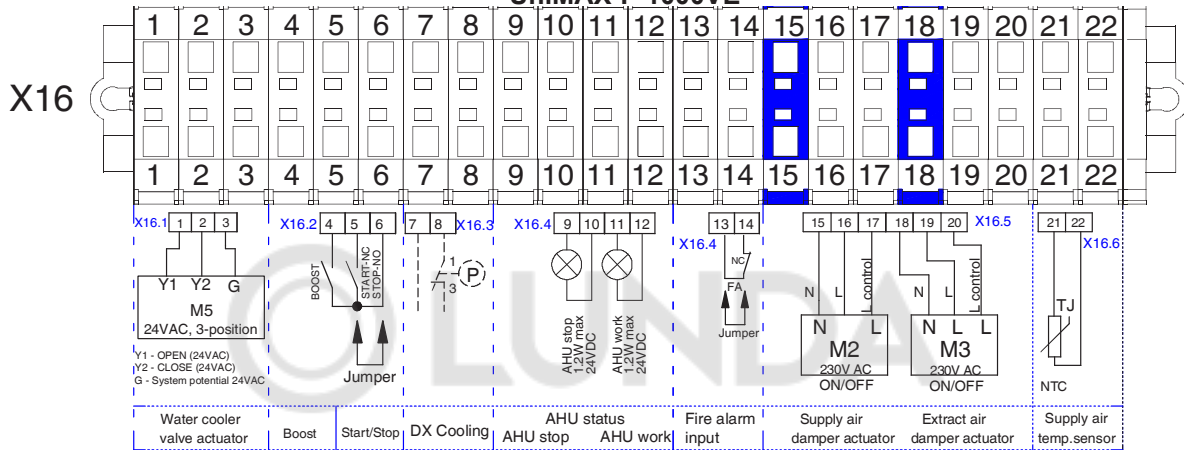 1 2 3 4 5 6 7 8 9 10 11 12 13 14 15 16 17 18 19 20 21 22
X16
1 2 3 4 5 6 7 8 9 10 11 12 13 14 15 16 17 18 19 20 21 22
X16.1 1 2 3
X16.2 4 5 6
7 8 X16.3
X16.4 9 10 11 12
13 14
X16.4
15 16 17 18 19 20 X16.5
21 22
X16.6
Y1 Y2 G
M5
24VAC, 3-position
Y1 - OPEN (24VAC)
Y2 - CLOSE (24VAC)
G - System potential 24VAC
BOOST
START-NC
STOP-NO
Jumper
1
P
3
AHU stop
1.2W max
24VDC
AHU work
1.2W max
24VDC
NC
FA
Jumper
N L L control
N L
M2
230V AC
ON/OFF
N L L control
N L L
M3
230V AC
ON/OFF
TJ
NTC
© LUNDA
Water cooler
valve actuator
Boost
Start/Stop
DX Cooling
AHU status
AHU stop AHU work
Fire alarm
input
Supply air
damper actuator
Extract air
damper actuator
Supply air
temp.sensor